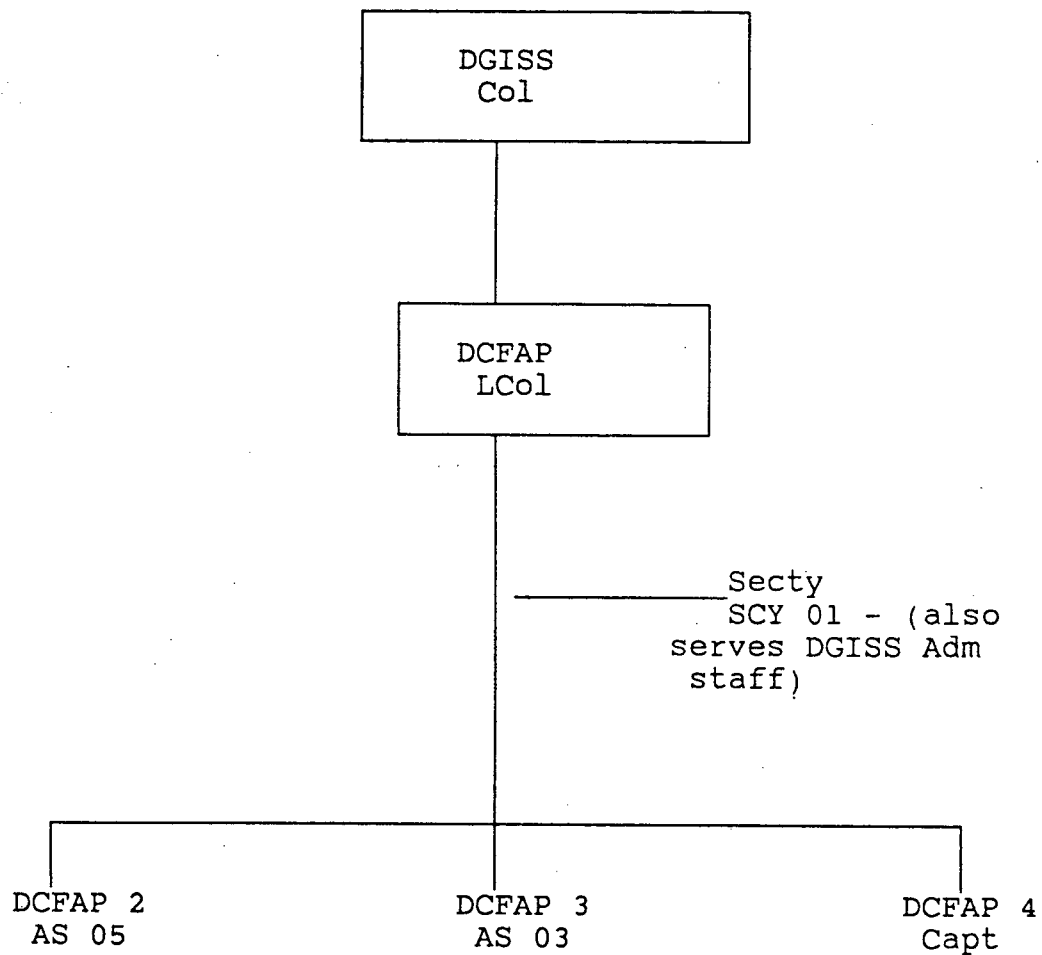 DGISS
Col
DCFAP
LCol
Secty
SCY 01 - (also
serves DGISS Adm
staff)
DCFAP 2
AS 05
DCFAP 3
AS 03
DCFAP 4
Capt